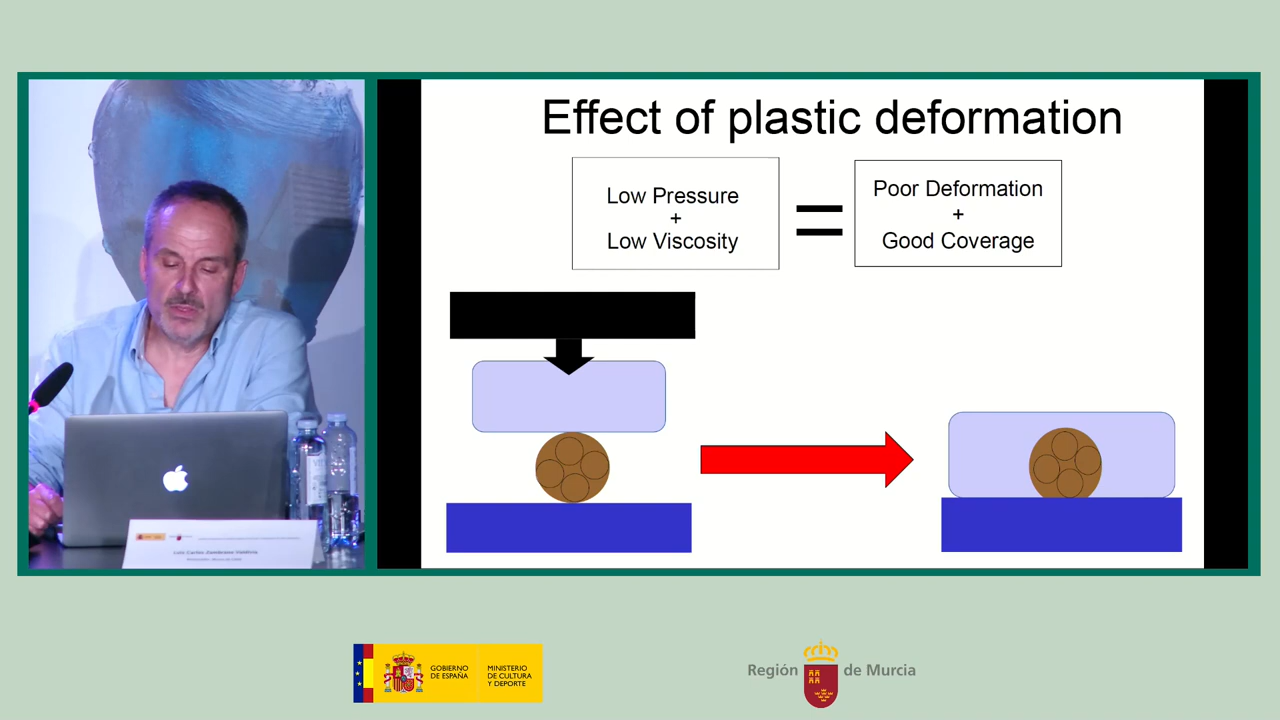 Effect of plastic deformation
Low Pressure
+
Low Viscosity
=
Poor Deformation
+
Good Coverage
GOBIERNO
DE ESPAÑA
MINISTERIO
DE CULTURA
Y DEPORTE
Región de Murcia